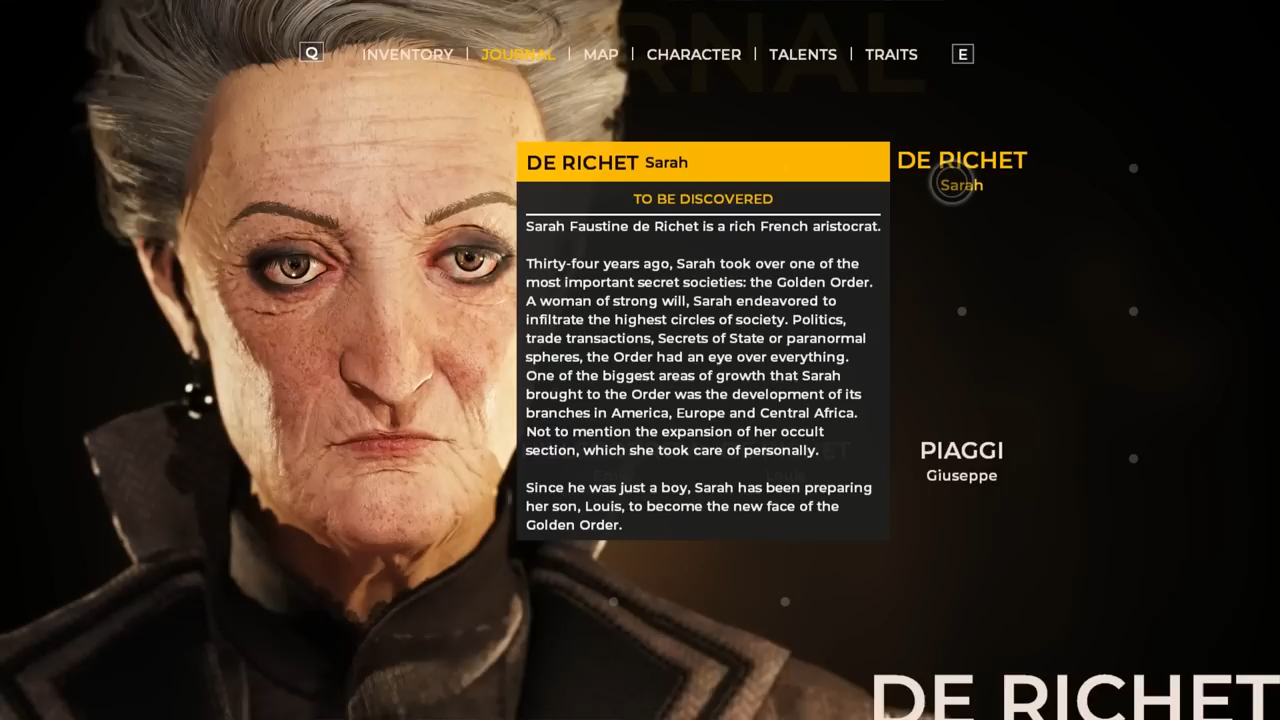 Q INVENTORY | JOURNAL | MAP | CHARACTER | TALENTS | TRAITS E
RNAL
DE RICHET Sarah
TO BE DISCOVERED
Sarah Faustine de Richet is a rich French aristocrat.
Thirty-four years ago, Sarah took over one of the
most important secret societies: the Golden Order.
A woman of strong will, Sarah endeavored to
infiltrate the highest circles of society. Politics,
trade transactions, Secrets of State or paranormal
spheres, the Order had an eye over everything.
One of the biggest areas of growth that Sarah
brought to the Order was the development of its
branches in America, Europe and Central Africa.
Not to mention the expansion of her occult
section, which she took care of personally.
Since he was just a boy, Sarah has been preparing
her son, Louis, to become the new face of the
Golden Order.
DE RICHET
Sarah
PIAGGI
Giuseppe
DE RICHET